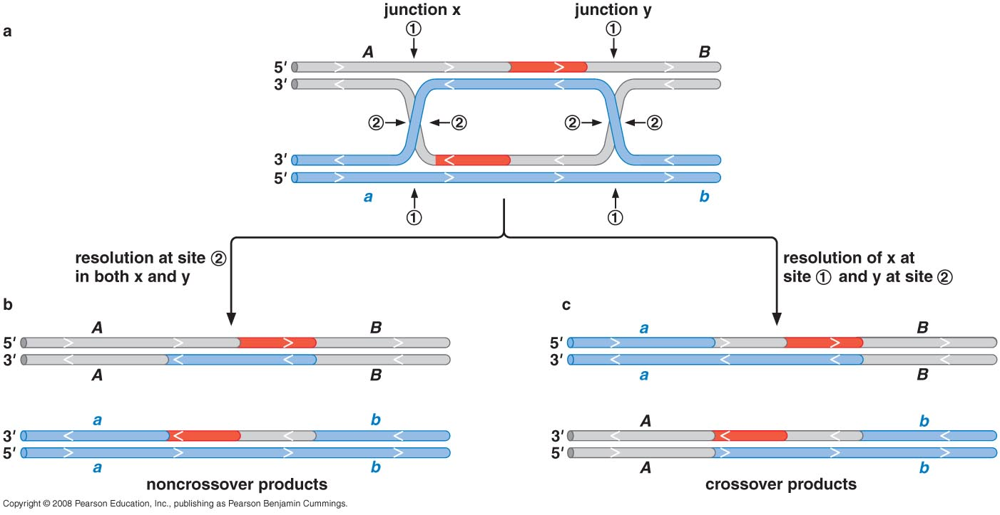 junction x junction y
① ①
a
A B
5′
3′
② ② ② ②
3′
5′
a b
① ①
resolution at site ②
in both x and y
resolution of x at
site ① and y at site ②
b
A B
5′
3′
A B
a b
3′
5′
a b
noncrossover products
c
a B
5′
3′
a B
A b
3′
5′
A b
crossover products
Copyright © 2008 Pearson Education, Inc., publishing as Pearson Benjamin Cummings.